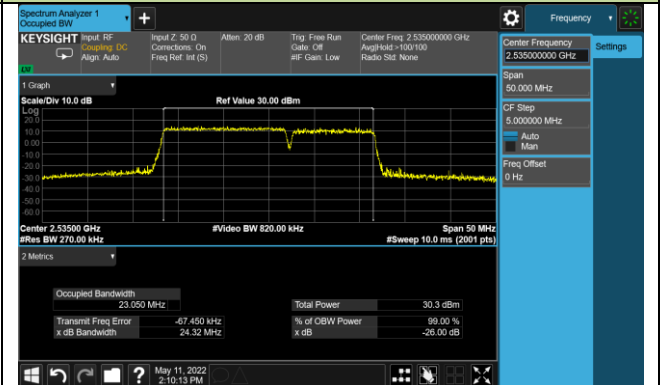 Spectrum Analyzer 1
Occupied BW
Frequency
KEYSIGHT
Input: RF
Coupling: DC
Align: Auto
Input Z: 50 Ω
Corrections: On
Freq Ref: Int (S)
Atten: 20 dB
Trig: Free Run
Gate: Off
#IF Gain: Low
Center Freq: 2.535000000 GHz
Avg|Hold:>100/100
Radio Std: None
Center Frequency
2.535000000 GHz
Settings
Span
50.000 MHz
CF Step
5.000000 MHz
Auto
Man
Freq Offset
0 Hz
1 Graph
Scale/Div 10.0 dB
Ref Value 30.00 dBm
Log
20.0
10.0
0.00
-10.0
-20.0
-30.0
-40.0
-50.0
-60.0
Center 2.53500 GHz
#Video BW 820.00 kHz
Span 50 MHz
#Res BW 270.00 kHz
#Sweep 10.0 ms (2001 pts)
2 Metrics
Occupied Bandwidth
23.050 MHz
Total Power 30.3 dBm
Transmit Freq Error -67.450 kHz
% of OBW Power 99.00 %
x dB Bandwidth 24.32 MHz
x dB -26.00 dB
?
May 11, 2022
2:10:13 PM